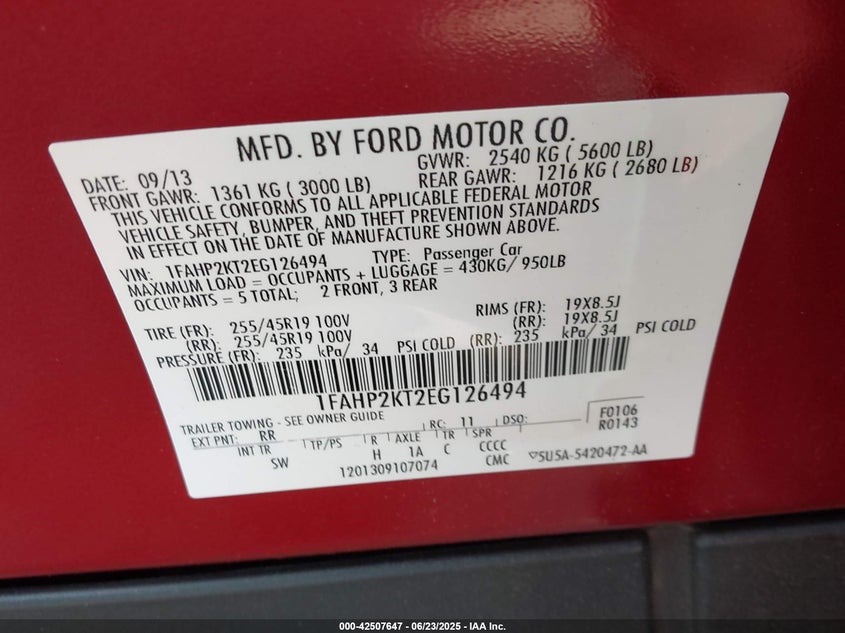 MFD. BY FORD MOTOR CO.
DATE: 09/13 GVWR: 2540 KG ( 5600 LB)
FRONT GAWR: 1361 KG ( 3000 LB) REAR GAWR: 1216 KG ( 2680 LB)
THIS VEHICLE CONFORMS TO ALL APPLICABLE FEDERAL MOTOR
VEHICLE SAFETY, BUMPER, AND THEFT PREVENTION STANDARDS
IN EFFECT ON THE DATE OF MANUFACTURE SHOWN ABOVE.
VIN: 1FAHP2KT2EG126494 TYPE: Passenger Car
MAXIMUM LOAD = OCCUPANTS + LUGGAGE = 430KG/ 950LB
OCCUPANTS = 5 TOTAL; 2 FRONT, 3 REAR
TIRE (FR): 255/45R19 100V RIMS (FR): 19X8.5J
(RR): 255/45R19 100V (RR): 19X8.5J
PRESSURE (FR): 235 kPa/ 34 PSI COLD (RR): 235 kPa/ 34 PSI COLD
1FAHP2KT2EG126494
TRAILER TOWING - SEE OWNER GUIDE
EXT PNT: RR RC: 11 DSO: F0106
R0143
INT TR TP/PS R AXLE TR SPR
SW H 1A C CCCC
1201309107074 CMC 5U5A-5420472-AA
000-42507647 - 06/23/2025 - IAA Inc.